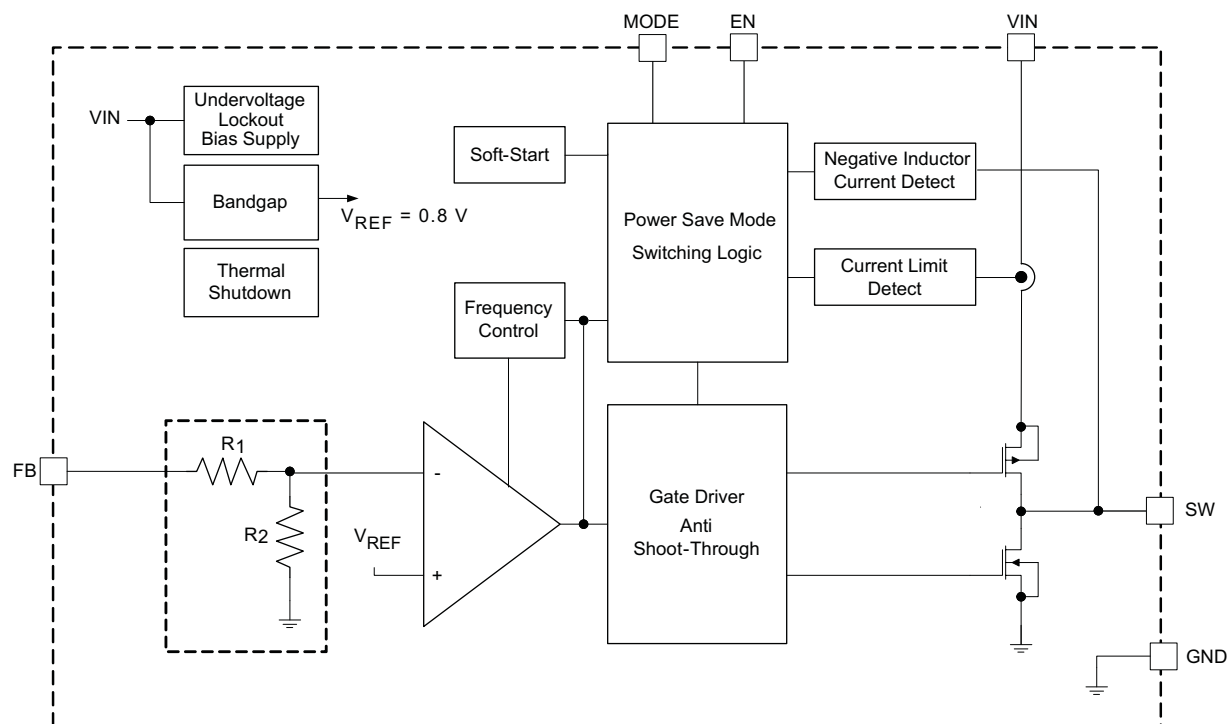 MODE
EN
VIN
VIN
Undervoltage
Lockout
Bias Supply
Bandgap
V_REF = 0.8 V
Thermal
Shutdown
Soft-Start
Power Save Mode
Switching Logic
Negative Inductor
Current Detect
Current Limit
Detect
Frequency
Control
FB
R1
R2
V_REF
-
+
Gate Driver
Anti
Shoot-Through
SW
GND